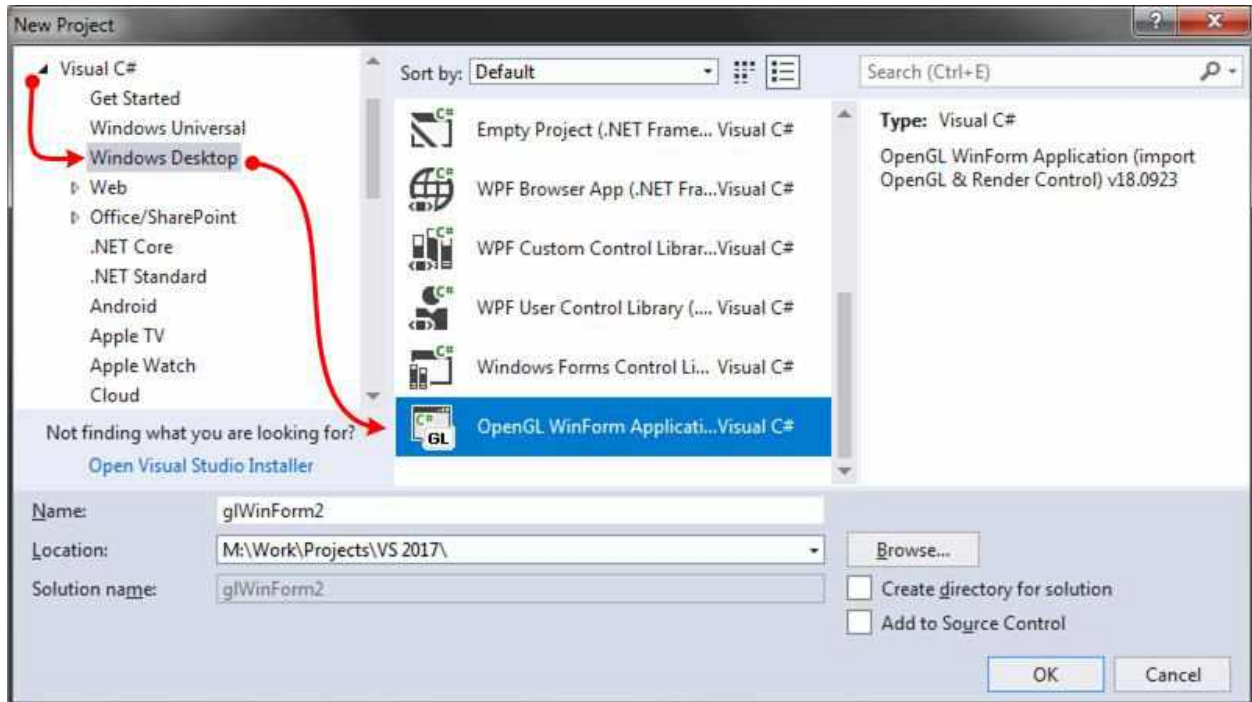 New Project
Visual C#
Get Started
Windows Universal
Windows Desktop
Web
Office/SharePoint
.NET Core
.NET Standard
Android
Apple TV
Apple Watch
Cloud
Not finding what you are looking for?
Open Visual Studio Installer
Sort by: Default
Empty Project (.NET Frame... Visual C#
WPF Browser App (.NET Fra...Visual C#
WPF Custom Control Librar...Visual C#
WPF User Control Library (.... Visual C#
Windows Forms Control Li... Visual C#
C# GL OpenGL WinForm Applicati...Visual C#
Search (Ctrl+E)
Type: Visual C#
OpenGL WinForm Application (import
OpenGL & Render Control) v18.0923
Name: glWinForm2
Location: M:\Work\Projects\VS 2017\
Browse...
Solution name: glWinForm2
Create directory for solution
Add to Source Control
OK Cancel